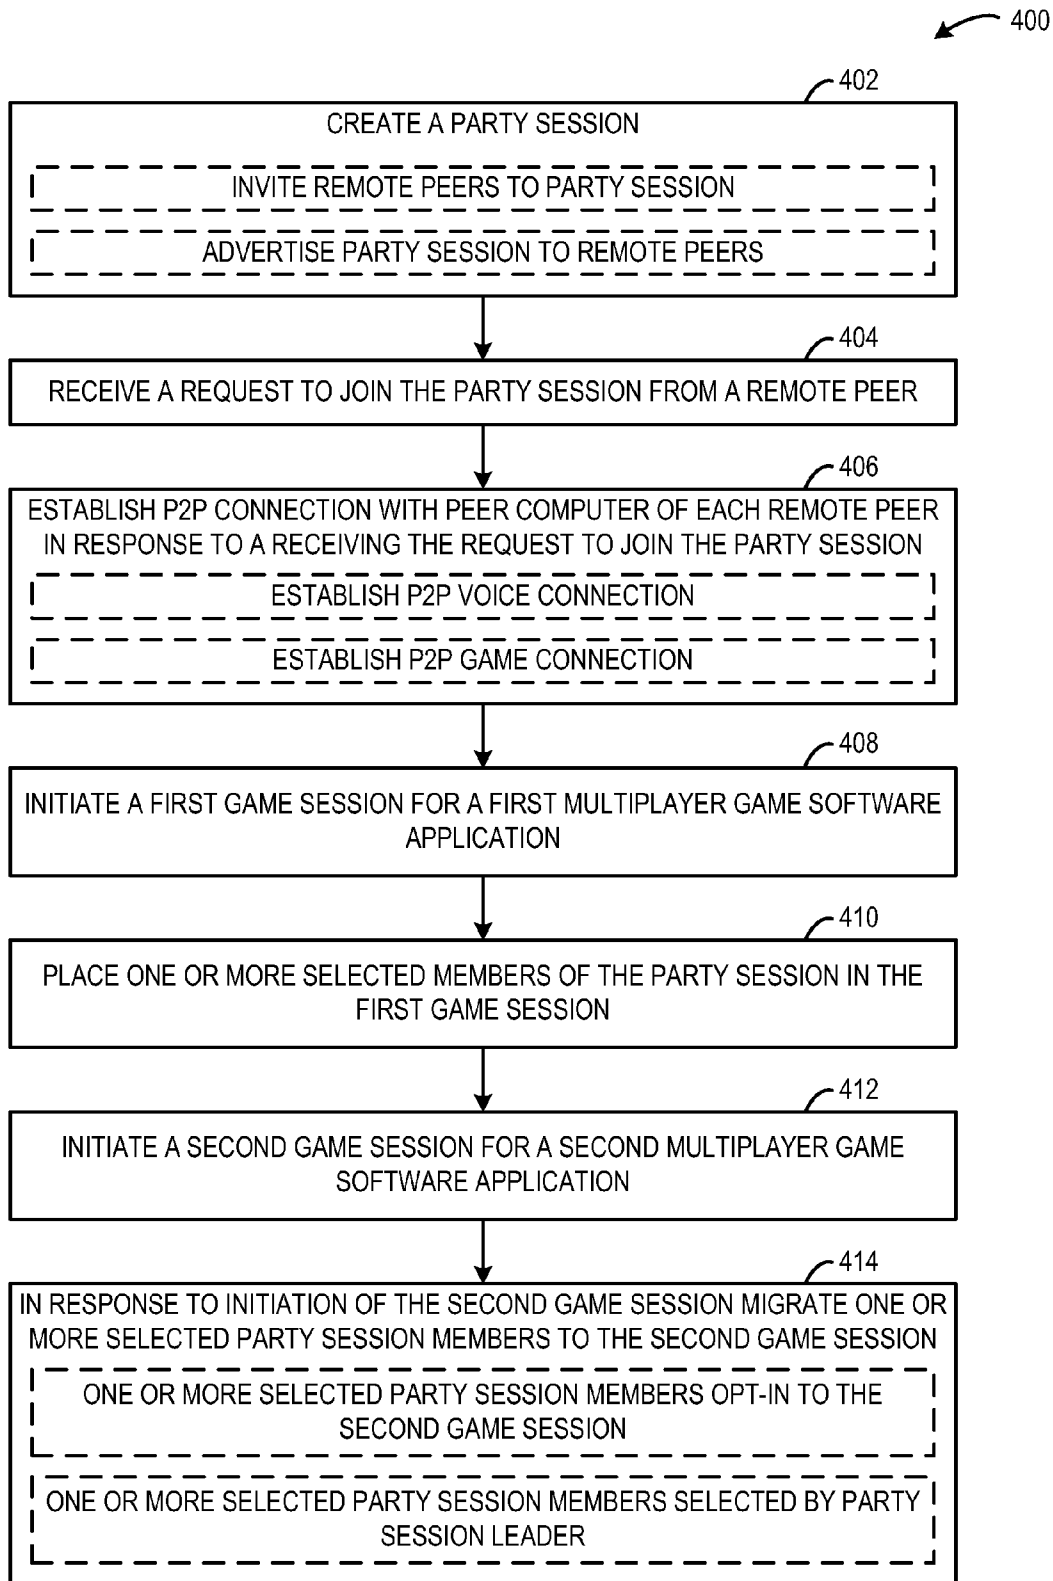 400
402
CREATE A PARTY SESSION
INVITE REMOTE PEERS TO PARTY SESSION
ADVERTISE PARTY SESSION TO REMOTE PEERS
404
RECEIVE A REQUEST TO JOIN THE PARTY SESSION FROM A REMOTE PEER
406
ESTABLISH P2P CONNECTION WITH PEER COMPUTER OF EACH REMOTE PEER
IN RESPONSE TO A RECEIVING THE REQUEST TO JOIN THE PARTY SESSION
ESTABLISH P2P VOICE CONNECTION
ESTABLISH P2P GAME CONNECTION
408
INITIATE A FIRST GAME SESSION FOR A FIRST MULTIPLAYER GAME SOFTWARE
APPLICATION
410
PLACE ONE OR MORE SELECTED MEMBERS OF THE PARTY SESSION IN THE
FIRST GAME SESSION
412
INITIATE A SECOND GAME SESSION FOR A SECOND MULTIPLAYER GAME
SOFTWARE APPLICATION
414
IN RESPONSE TO INITIATION OF THE SECOND GAME SESSION MIGRATE ONE OR
MORE SELECTED PARTY SESSION MEMBERS TO THE SECOND GAME SESSION
ONE OR MORE SELECTED PARTY SESSION MEMBERS OPT-IN TO THE
SECOND GAME SESSION
ONE OR MORE SELECTED PARTY SESSION MEMBERS SELECTED BY PARTY
SESSION LEADER